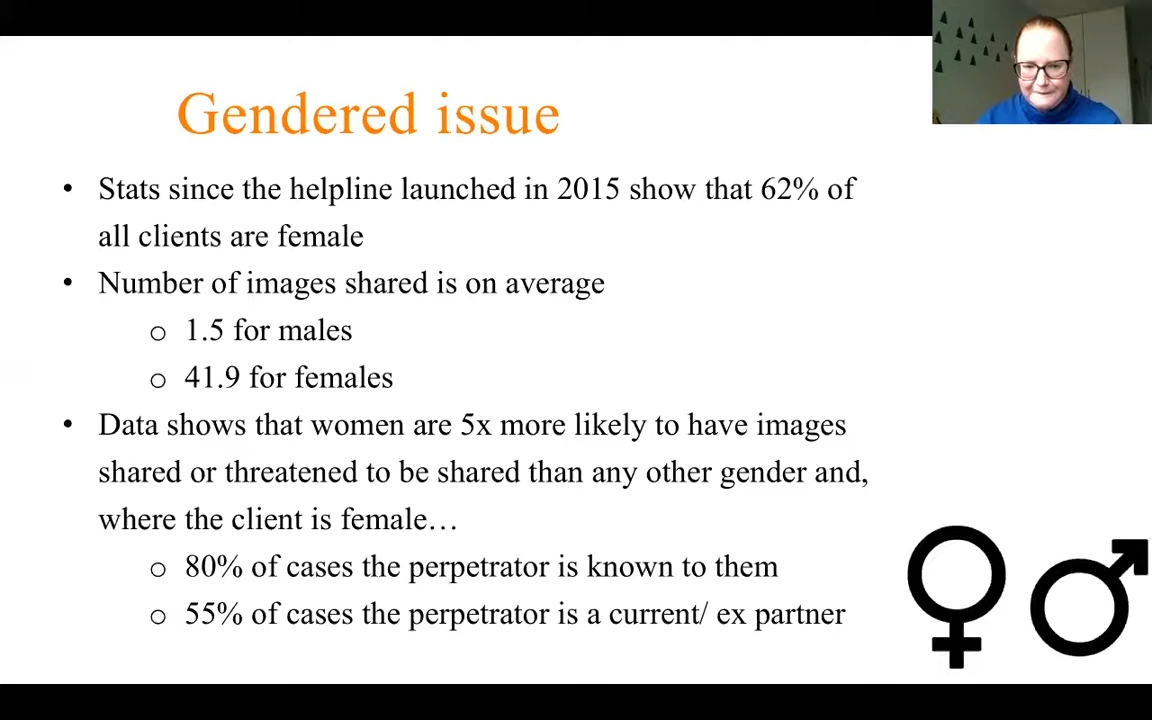 Gendered issue
• Stats since the helpline launched in 2015 show that 62% of
all clients are female
• Number of images shared is on average
o 1.5 for males
o 41.9 for females
• Data shows that women are 5x more likely to have images
shared or threatened to be shared than any other gender and,
where the client is female…
o 80% of cases the perpetrator is known to them
o 55% of cases the perpetrator is a current/ ex partner